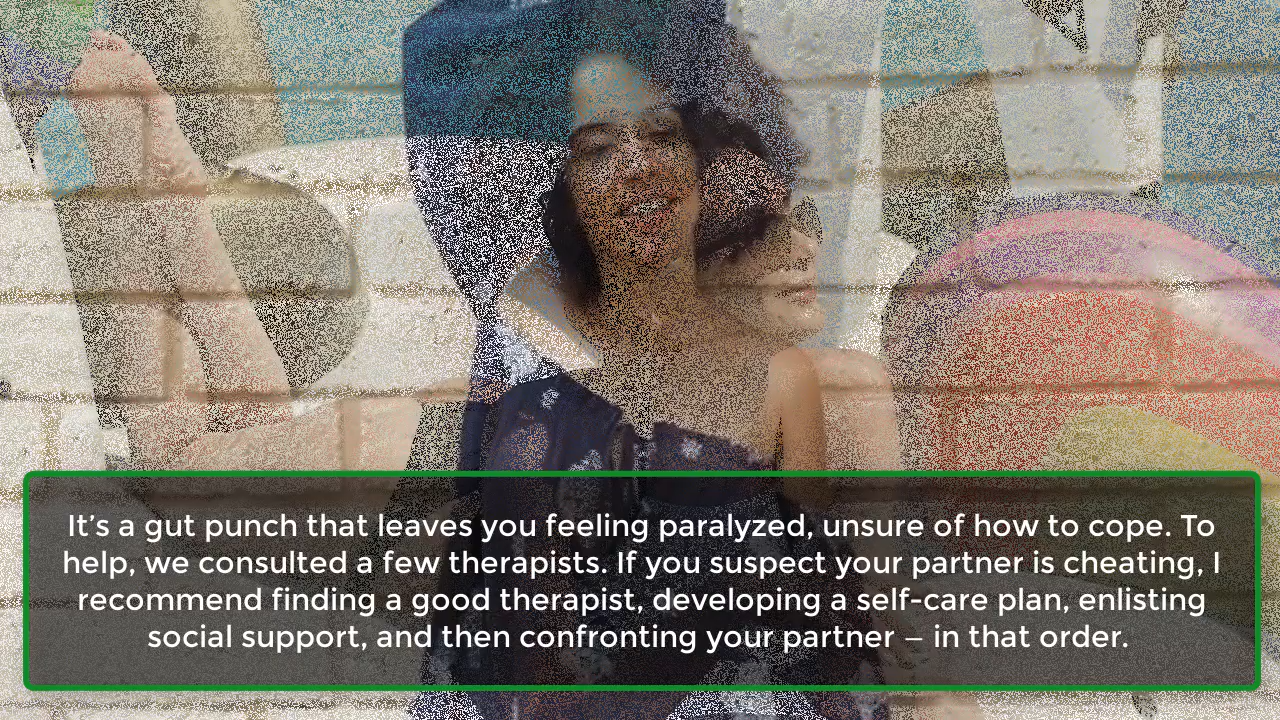 It’s a gut punch that leaves you feeling paralyzed, unsure of how to cope. To
help, we consulted a few therapists. If you suspect your partner is cheating, I
recommend finding a good therapist, developing a self-care plan, enlisting
social support, and then confronting your partner – in that order.